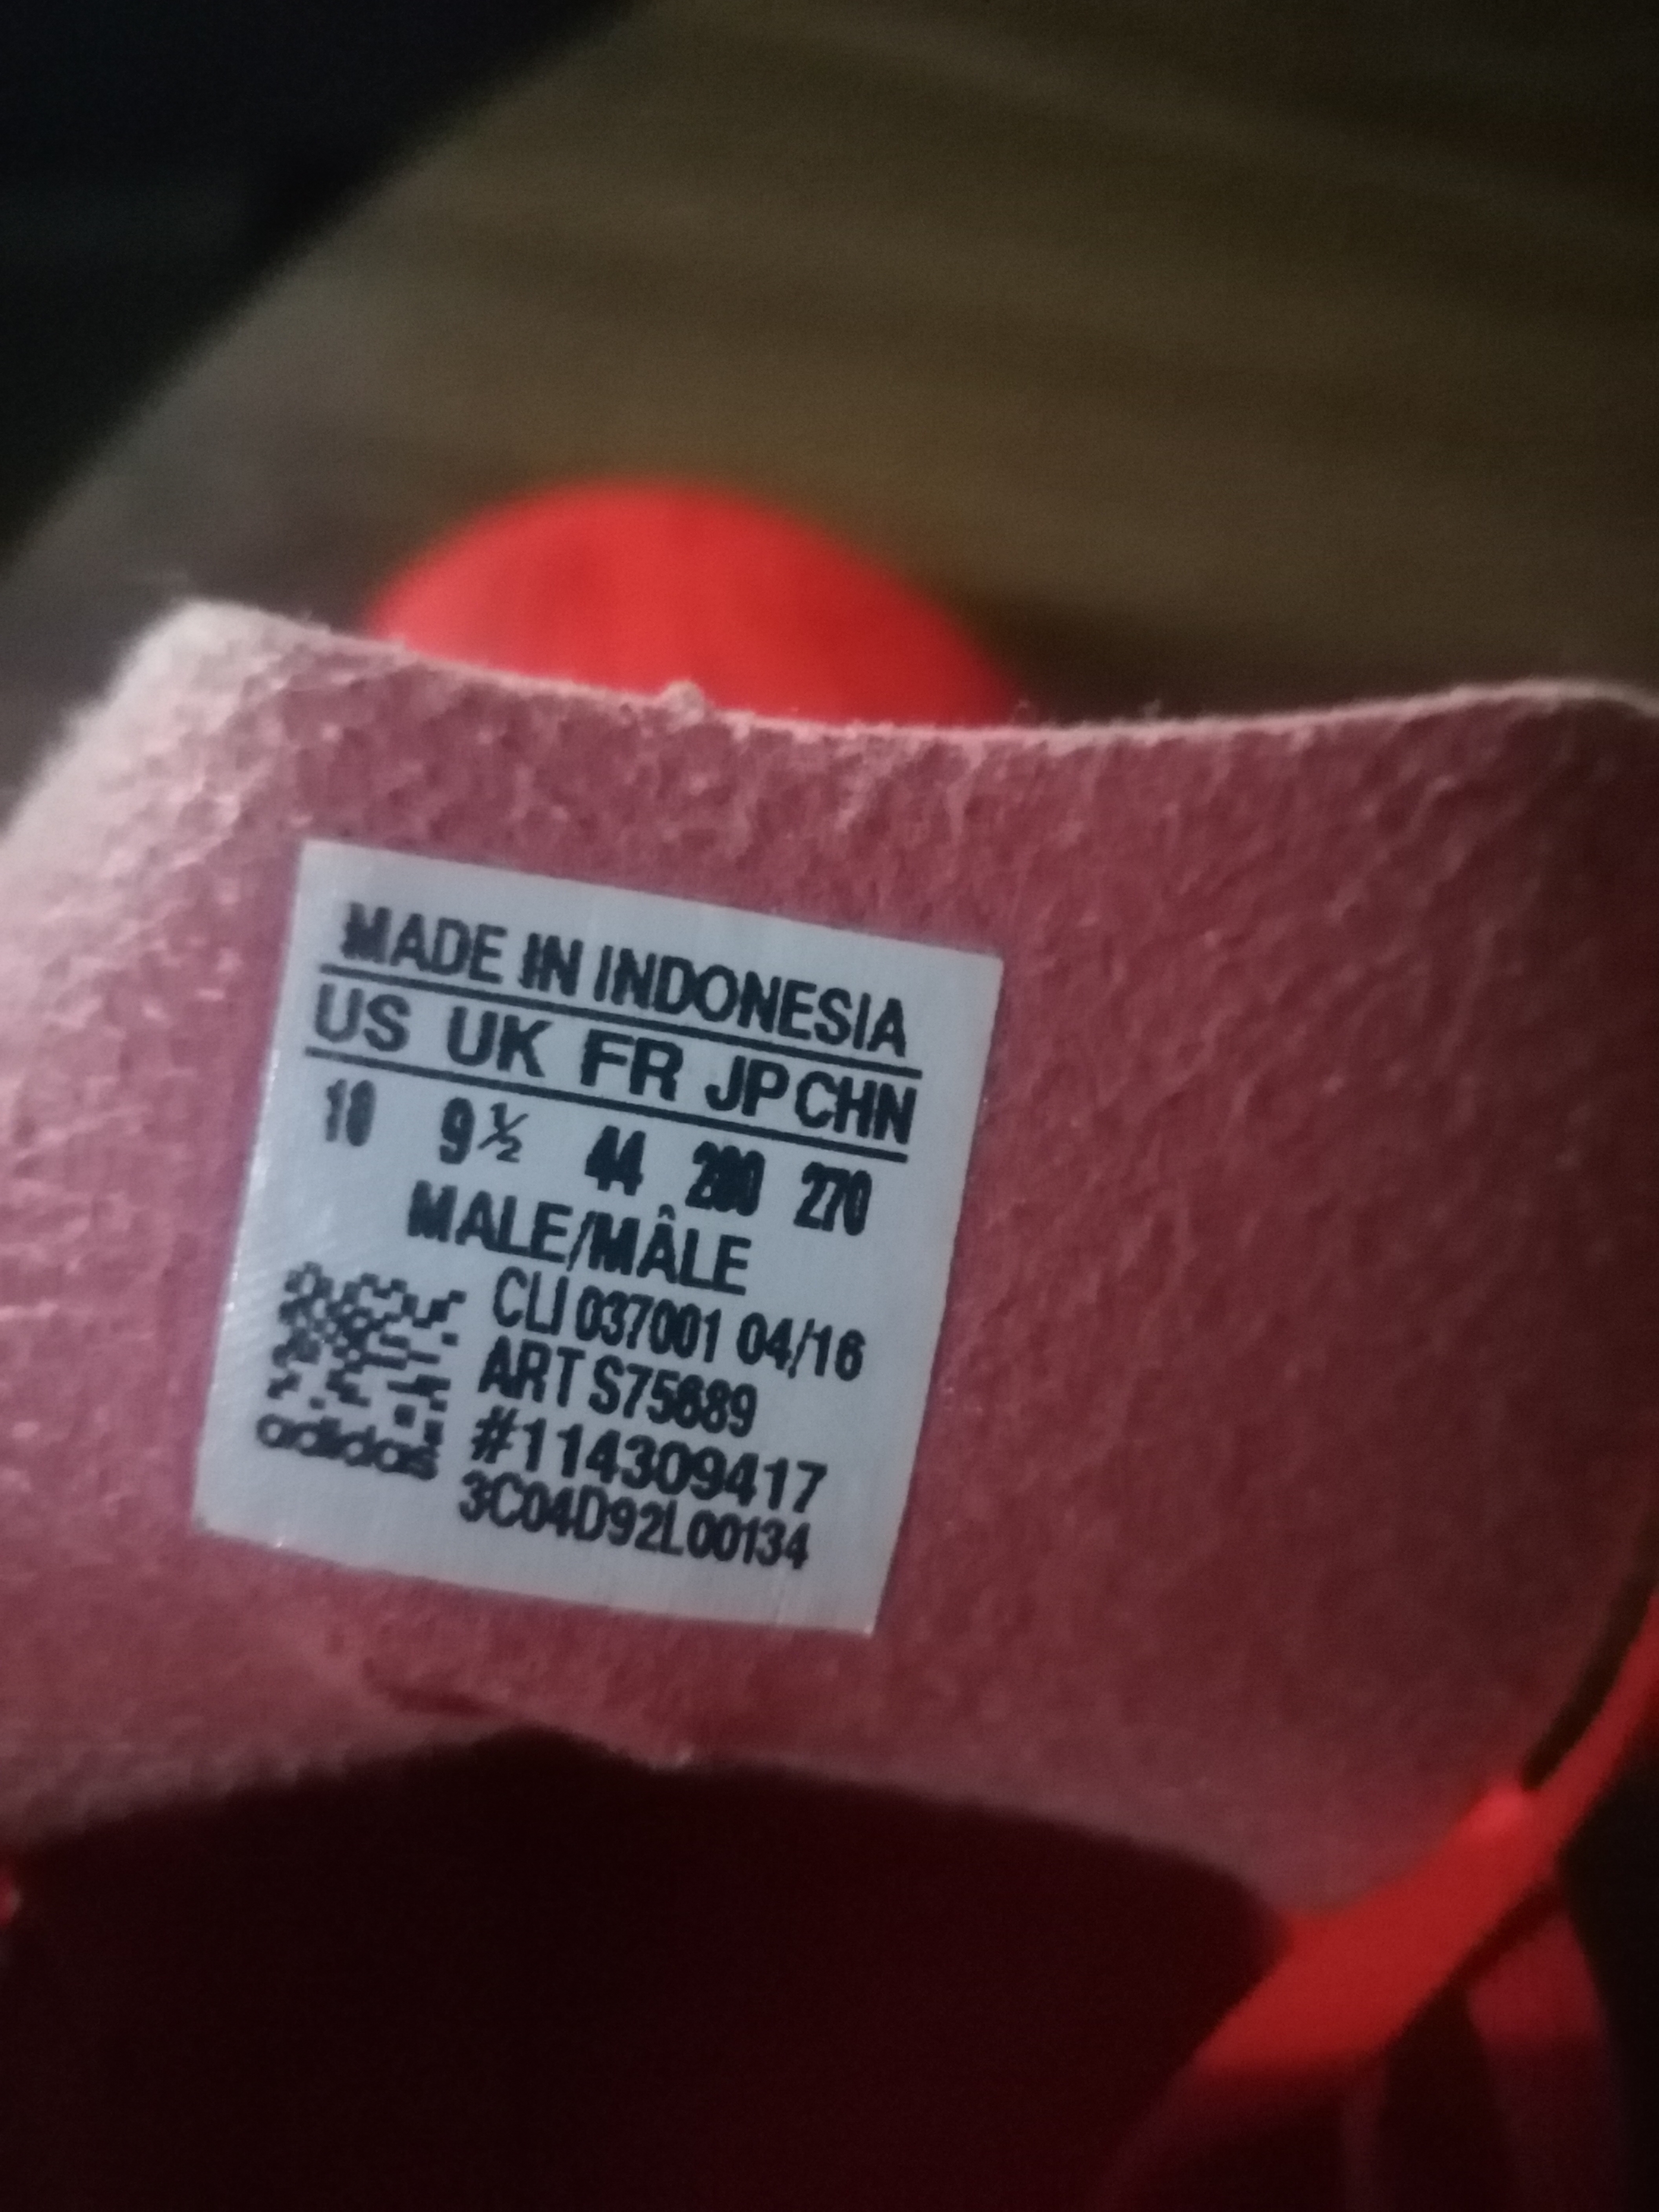 MADE IN INDONESIA
US UK FR JP CHN
10 9½ 44 280 270
MALE/MÂLE
CLI 037001 04/16
ART S75689
#114309417
3C04D92L00134
adidas